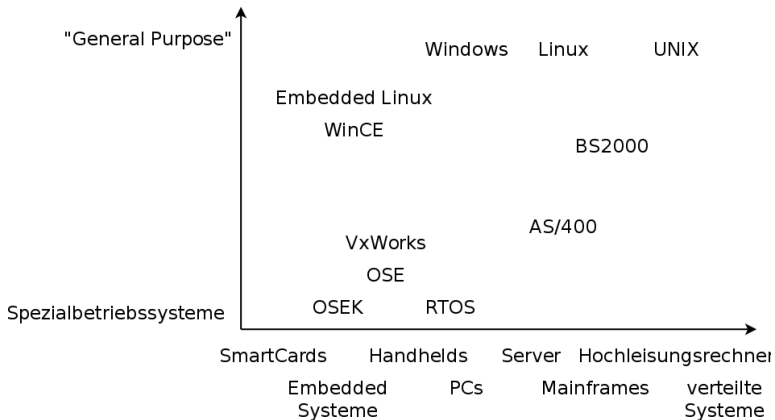 "General Purpose"
Windows Linux UNIX
Embedded Linux
WinCE
BS2000
AS/400
VxWorks
OSE
Spezialbetriebssysteme
OSEK RTOS
SmartCards Handhelds Server Hochleisungsrechner
Embedded PCs Mainframes verteilte
Systeme Systeme